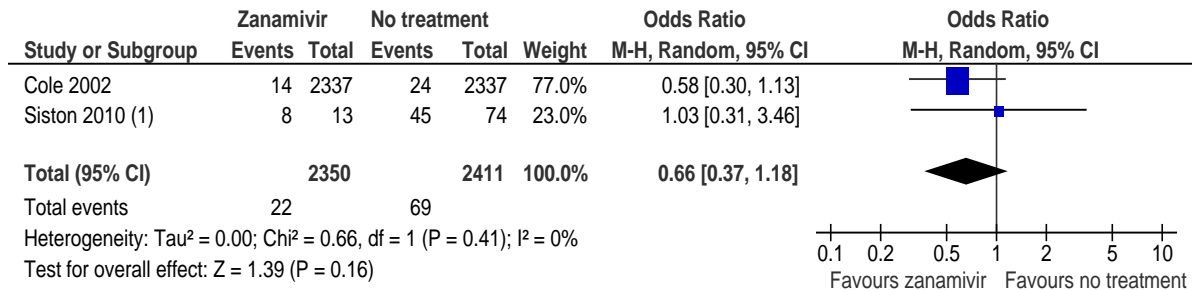 Zanamivir No treatment Odds Ratio Odds Ratio
Study or Subgroup Events Total Events Total Weight M-H, Random, 95% CI M-H, Random, 95% CI
Cole 2002 14 2337 24 2337 77.0% 0.58 [0.30, 1.13]
Siston 2010 (1) 8 13 45 74 23.0% 1.03 [0.31, 3.46]
Total (95% CI) 2350 2411 100.0% 0.66 [0.37, 1.18]
Total events 22 69
Heterogeneity: Tau² = 0.00; Chi² = 0.66, df = 1 (P = 0.41); I² = 0%
Test for overall effect: Z = 1.39 (P = 0.16)
0.1 0.2 0.5 1 2 5 10
Favours zanamivir Favours no treatment